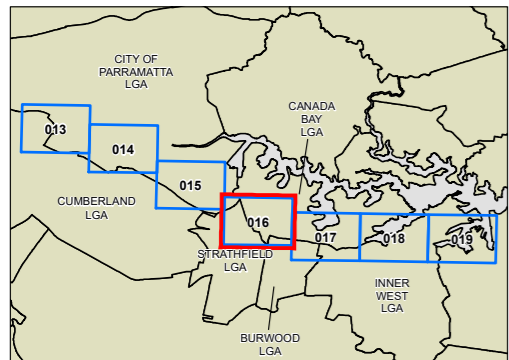 CITY OF
PARRAMATTA
LGA
CANADA
BAY
LGA
013
014
015
CUMBERLAND
LGA
016
017
018
019
STRATHFIELD
LGA
INNER
WEST
LGA
BURWOOD
LGA